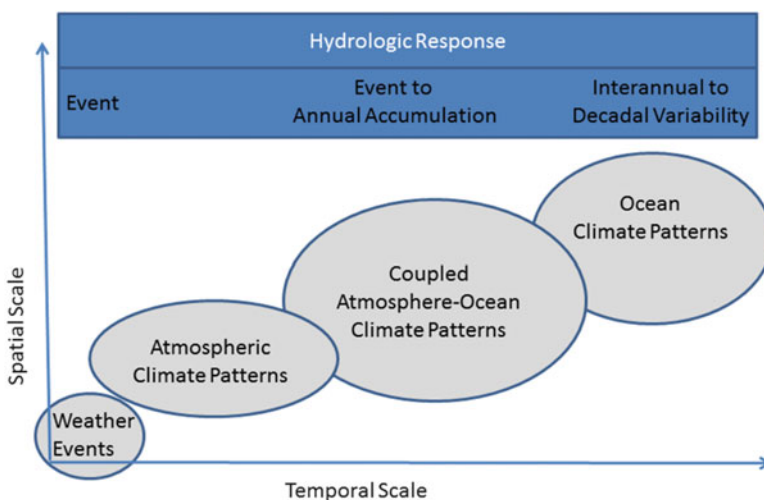 Hydrologic Response
Event
Event to
Annual Accumulation
Interannual to
Decadal Variability
Ocean
Climate Patterns
Coupled
Atmosphere-Ocean
Climate Patterns
Atmospheric
Climate Patterns
Weather
Events
Spatial Scale
Temporal Scale